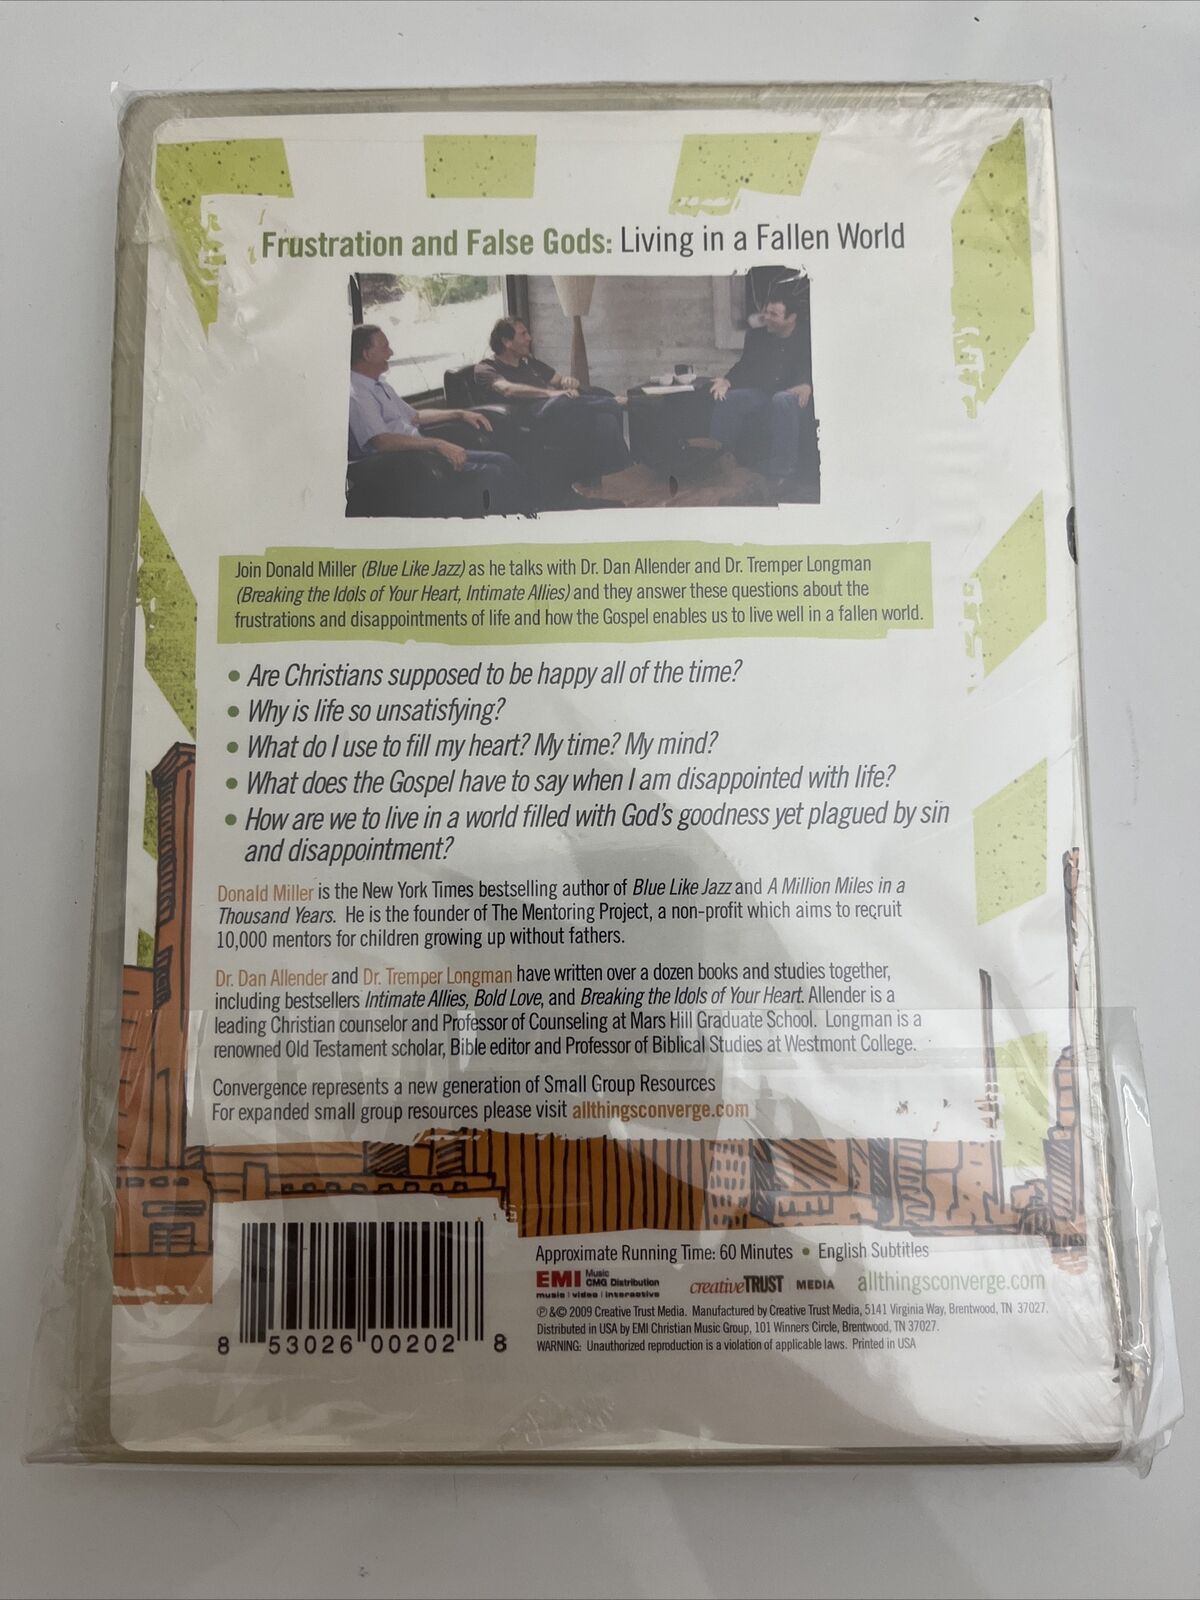 Frustration and False Gods: Living in a Fallen World
Join Donald Miller (Blue Like Jazz) as he talks with Dr. Dan Allender and Dr. Tremper Longman
(Breaking the Idols of Your Heart, Intimate Allies) and they answer these questions about the
frustrations and disappointments of life and how the Gospel enables us to live well in a fallen world.
• Are Christians supposed to be happy all of the time?
• Why is life so unsatisfying?
• What do I use to fill my heart? My time? My mind?
• What does the Gospel have to say when I am disappointed with life?
• How are we to live in a world filled with God's goodness yet plagued by sin
and disappointment?
Donald Miller is the New York Times bestselling author of Blue Like Jazz and A Million Miles in a
Thousand Years. He is the founder of The Mentoring Project, a non-profit which aims to recruit
10,000 mentors for children growing up without fathers.
Dr. Dan Allender and Dr. Tremper Longman have written over a dozen books and studies together,
including bestsellers Intimate Allies, Bold Love, and Breaking the Idols of Your Heart. Allender is a
leading Christian counselor and Professor of Counseling at Mars Hill Graduate School. Longman is a
renowned Old Testament scholar, Bible editor and Professor of Biblical Studies at Westmont College.
Convergence represents a new generation of Small Group Resources
For expanded small group resources please visit allthingsconverge.com
Approximate Running Time: 60 Minutes • English Subtitles
EMI Music CMG Distribution
music | video | interactive
creativeTRUST MEDIA
allthingsconverge.com
℗ &© 2009 Creative Trust Media. Manufactured by Creative Trust Media, 5141 Virginia Way, Brentwood, TN 37027.
Distributed in USA by EMI Christian Music Group, 101 Winners Circle, Brentwood, TN 37027.
WARNING: Unauthorized reproduction is a violation of applicable laws. Printed in USA
8 53026 00202 8